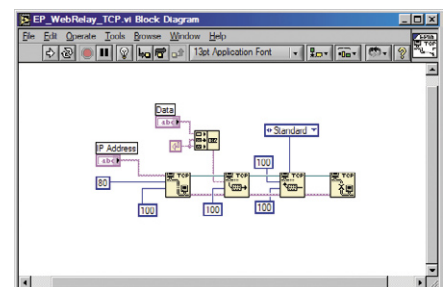 EP_WebRelay_TCP.vi Block Diagram
File Edit Operate Tools Browse Window Help
13pt Application Font
Data
abc
Standard
IP Address
abc
100
TCP
TCP
TCP
TCP
80
100
100
100